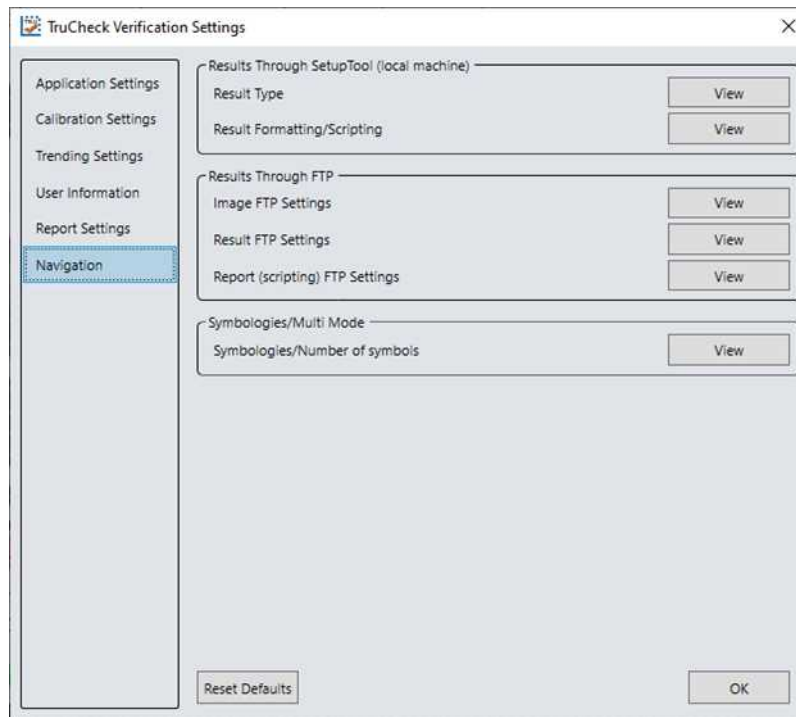 TruCheck Verification Settings
Application Settings
Calibration Settings
Trending Settings
User Information
Report Settings
Navigation
Results Through SetupTool (local machine)
Result Type View
Result Formatting/Scripting View
Results Through FTP
Image FTP Settings View
Result FTP Settings View
Report (scripting) FTP Settings View
Symbologies/Multi Mode
Symbologies/Number of symbols View
Reset Defaults OK